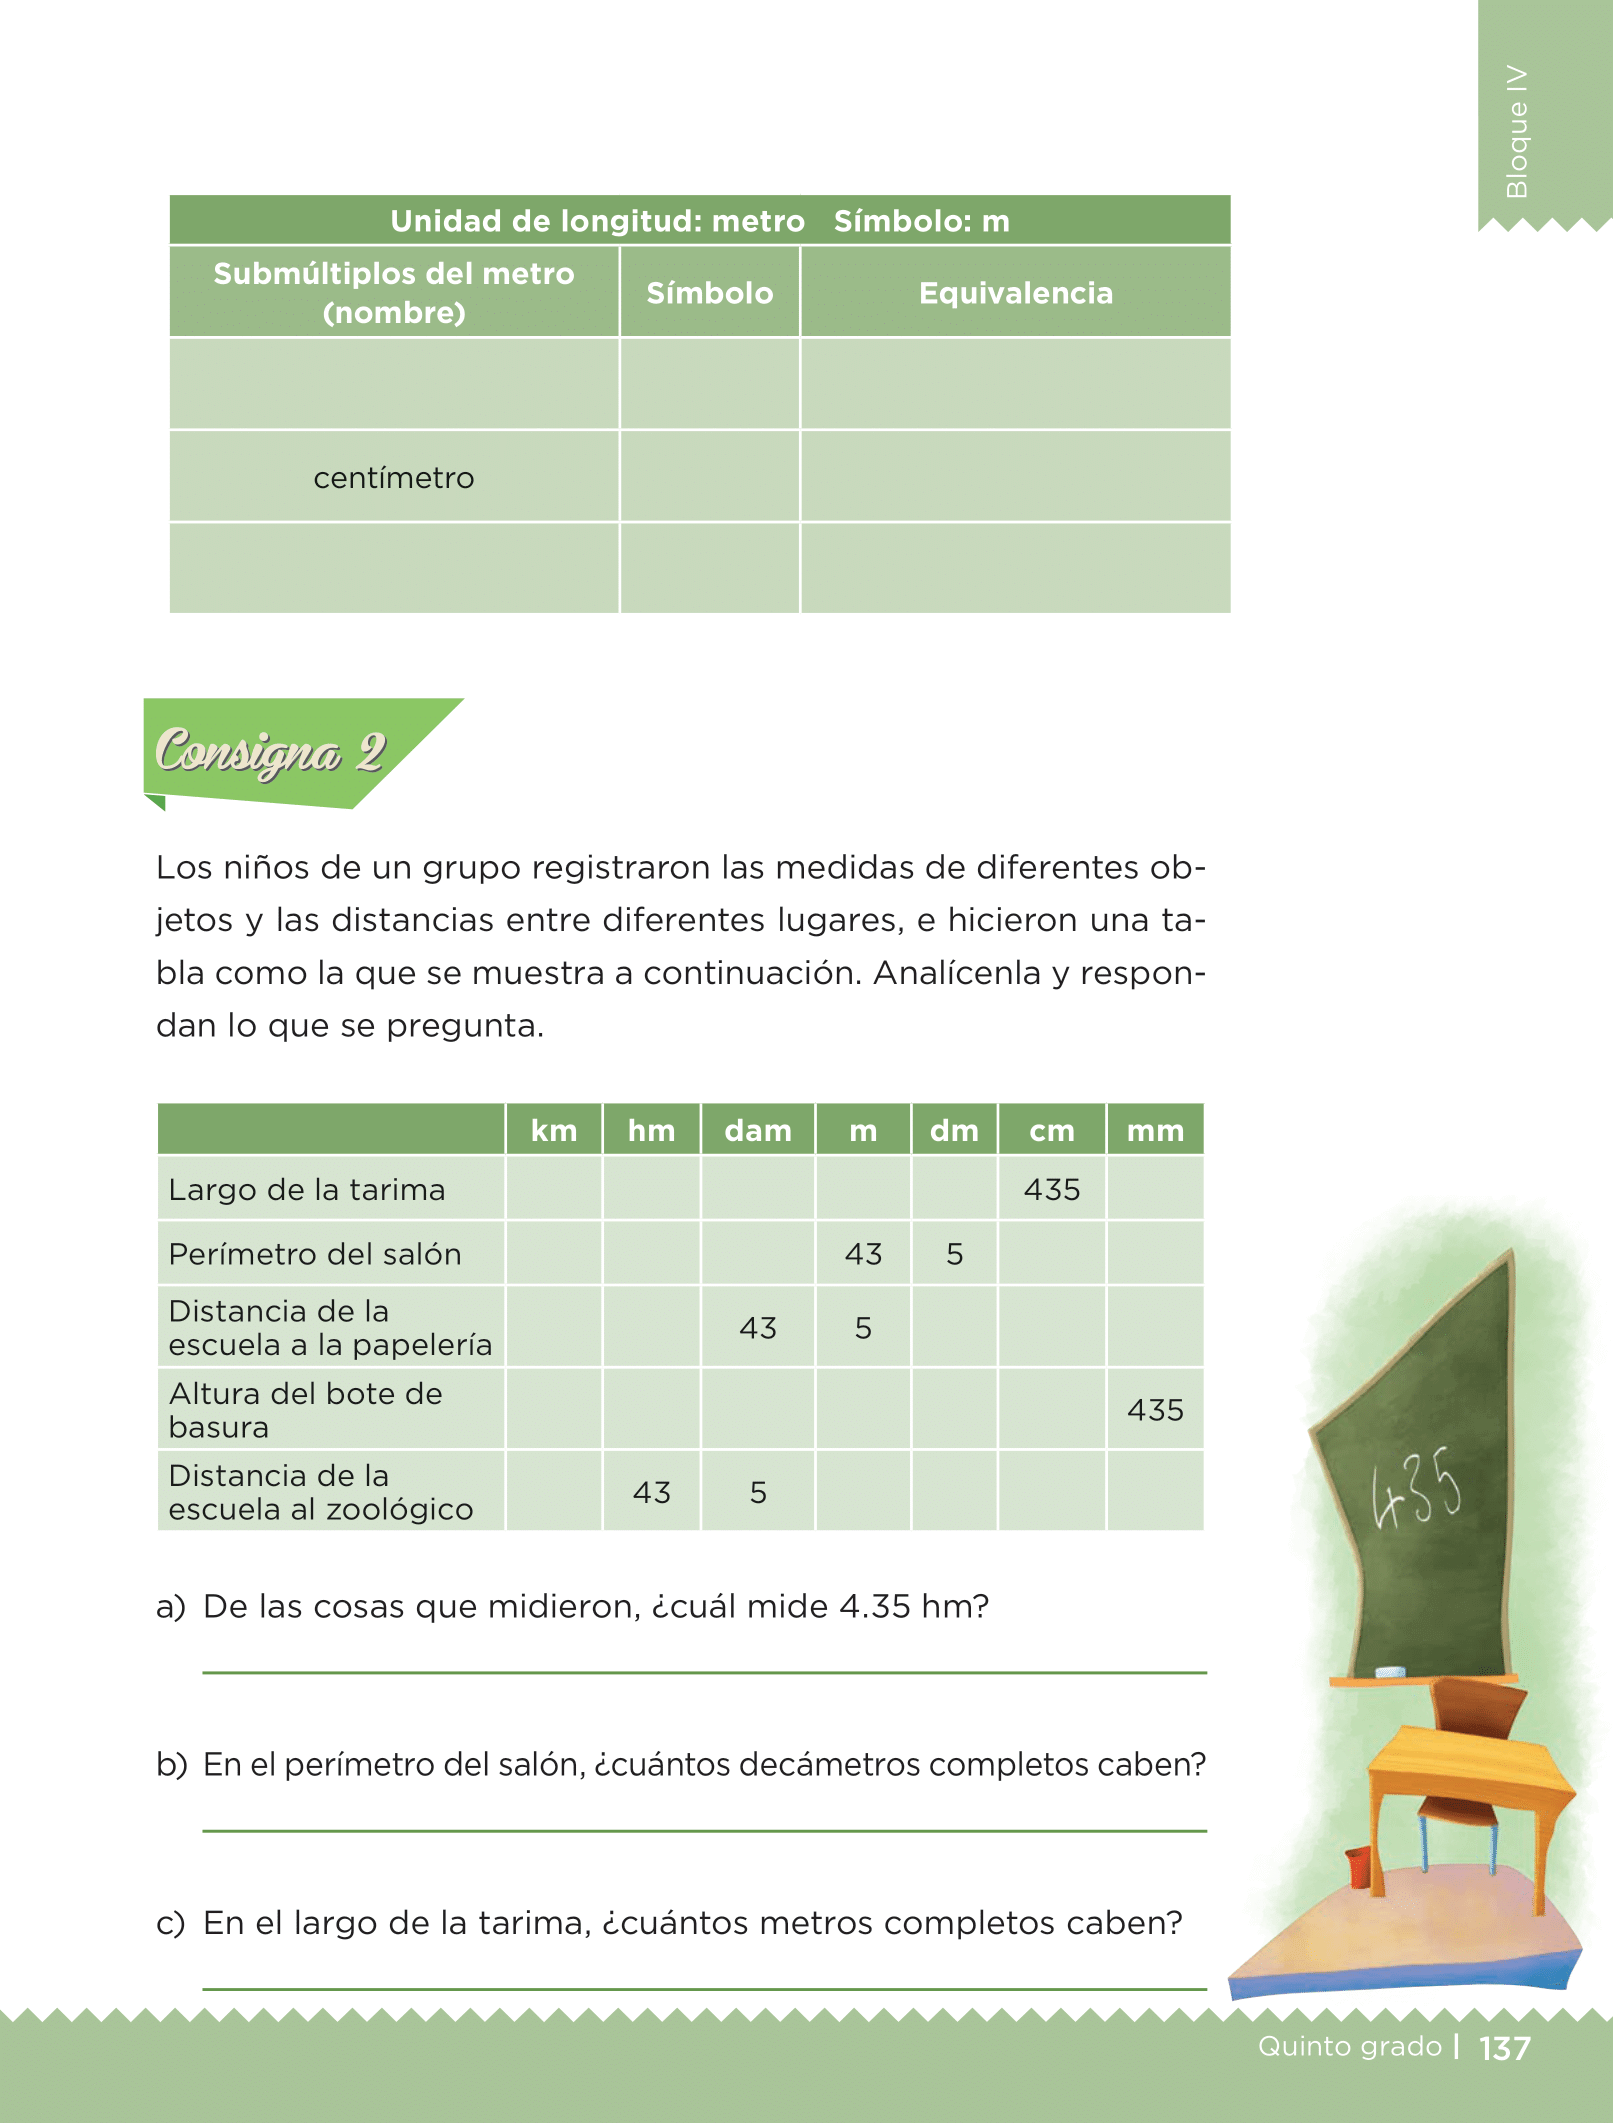 Bloque IV
Unidad de longitud: metro Símbolo: m
Submúltiplos del metro
(nombre)
Símbolo
Equivalencia
centímetro
Consigna 2
Los niños de un grupo registraron las medidas de diferentes ob-
jetos y las distancias entre diferentes lugares, e hicieron una ta-
bla como la que se muestra a continuación. Analícenla y respon-
dan lo que se pregunta.
km hm dam m dm cm mm
Largo de la tarima 435
Perímetro del salón 43 5
Distancia de la
escuela a la papelería 43 5
Altura del bote de
basura 435
Distancia de la
escuela al zoológico 43 5
435
a) De las cosas que midieron, ¿cuál mide 4.35 hm?
b) En el perímetro del salón, ¿cuántos decámetros completos caben?
c) En el largo de la tarima, ¿cuántos metros completos caben?
Quinto grado | 137